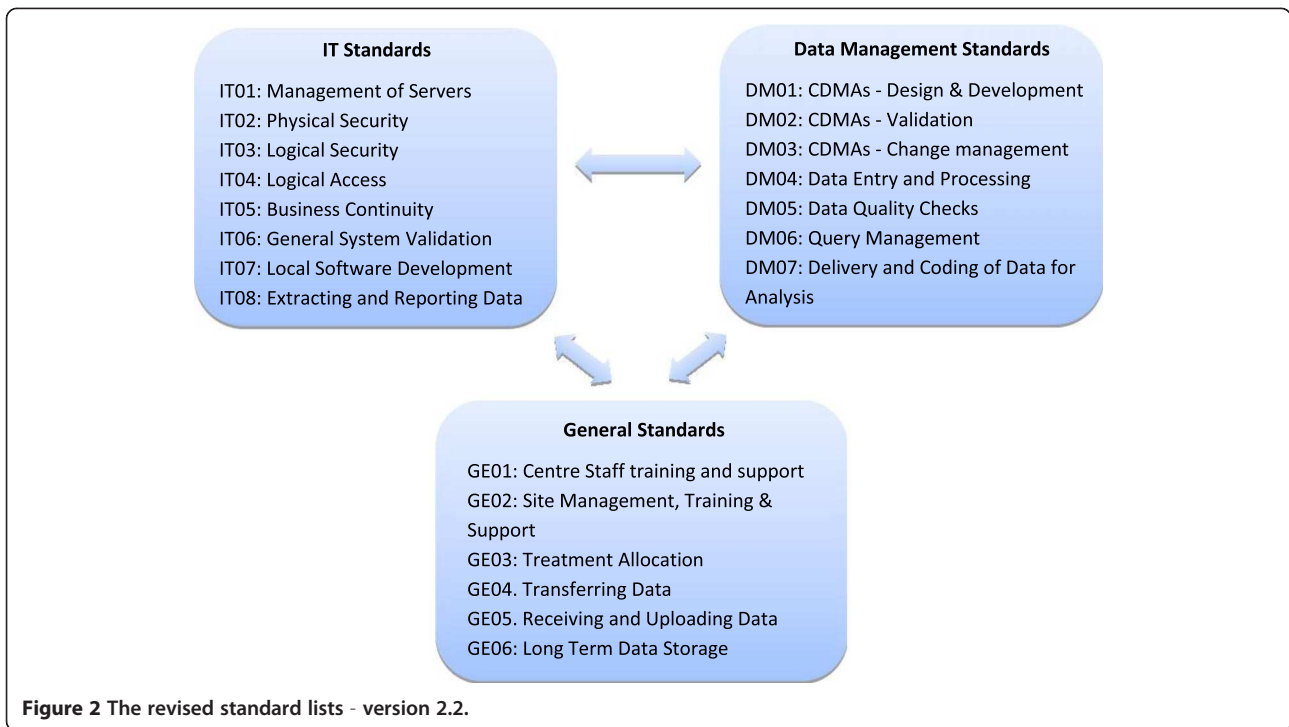 IT Standards
IT01: Management of Servers
IT02: Physical Security
IT03: Logical Security
IT04: Logical Access
IT05: Business Continuity
IT06: General System Validation
IT07: Local Software Development
IT08: Extracting and Reporting Data
Data Management Standards
DM01: CDMAs - Design & Development
DM02: CDMAs - Validation
DM03: CDMAs - Change management
DM04: Data Entry and Processing
DM05: Data Quality Checks
DM06: Query Management
DM07: Delivery and Coding of Data for
Analysis
General Standards
GE01: Centre Staff training and support
GE02: Site Management, Training &
Support
GE03: Treatment Allocation
GE04. Transferring Data
GE05. Receiving and Uploading Data
GE06: Long Term Data Storage
Figure 2 The revised standard lists - version 2.2.